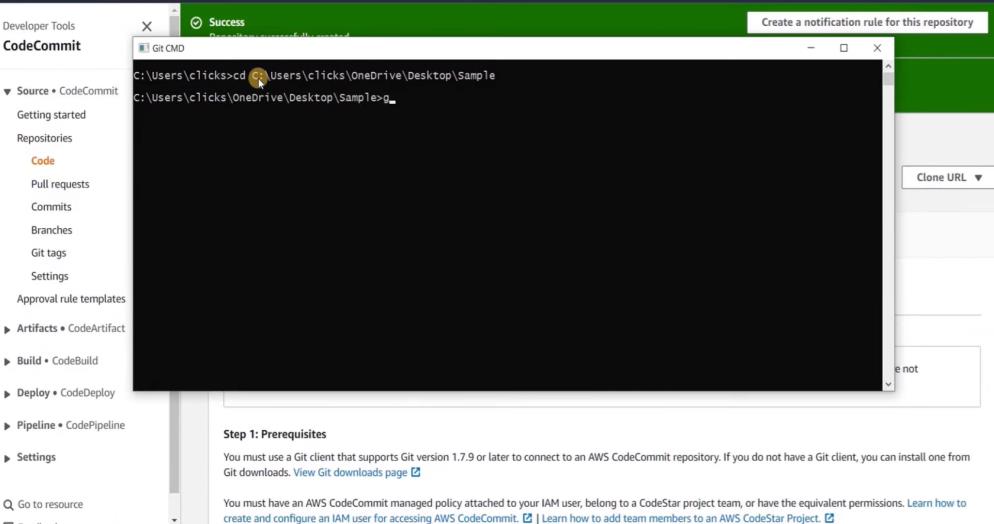 Developer Tools
CodeCommit
Source • CodeCommit
Getting started
Repositories
Code
Pull requests
Commits
Branches
Git tags
Settings
Approval rule templates
Artifacts • CodeArtifact
Build • CodeBuild
Deploy • CodeDeploy
Pipeline • CodePipeline
Settings
Go to resource
Success
Repository successfully created
Create a notification rule for this repository
Git CMD
C:\Users\clicks>cd C:\Users\clicks\OneDrive\Desktop\Sample
C:\Users\clicks\OneDrive\Desktop\Sample>g
Clone URL
e not
Step 1: Prerequisites
You must use a Git client that supports Git version 1.7.9 or later to connect to an AWS CodeCommit repository. If you do not have a Git client, you can install one from
Git downloads. View Git downloads page
You must have an AWS CodeCommit managed policy attached to your IAM user, belong to a CodeStar project team, or have the equivalent permissions. Learn how to
create and configure an IAM user for accessing AWS CodeCommit. | Learn how to add team members to an AWS CodeStar Project.